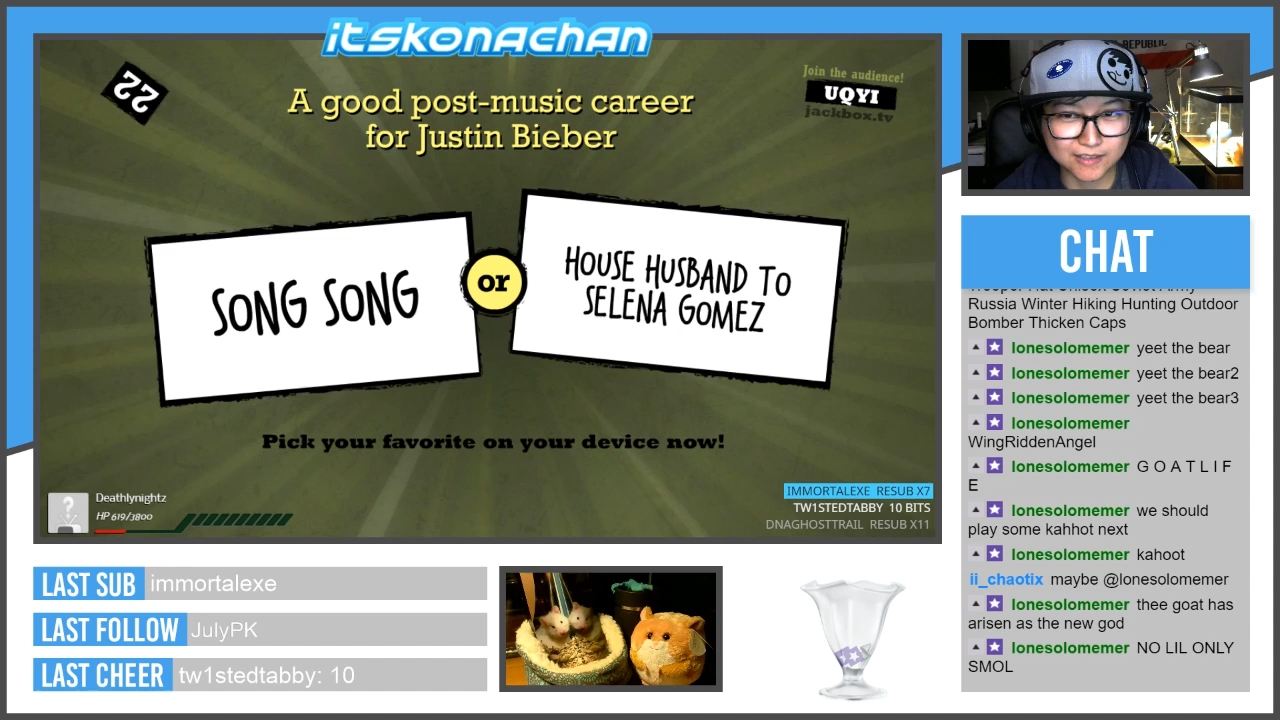 itskonachan
22
A good post-music career
for Justin Bieber
Join the audience!
UQYI
jackbox.tv
SONG SONG
or
HOUSE HUSBAND TO
SELENA GOMEZ
Pick your favorite on your device now!
Deathlynightz
HP 619/3800
IMMORTALEXE RESUB X7
TW1STEDTABBY 10 BITS
DNAGHOSTTRAIL RESUB X11
REPUBLIC
CHAT
Russia Winter Hiking Hunting Outdoor
Bomber Thicken Caps
lonesolomemer yeet the bear
lonesolomemer yeet the bear2
lonesolomemer yeet the bear3
lonesolomemer
WingRiddenAngel
lonesolomemer G O A T L I F
E
lonesolomemer we should
play some kahhot next
lonesolomemer kahoot
ii_chaotix maybe @lonesolomemer
lonesolomemer thee goat has
arisen as the new god
lonesolomemer NO LIL ONLY
SMOL
LAST SUB immortalexe
LAST FOLLOW JulyPK
LAST CHEER tw1stedtabby: 10